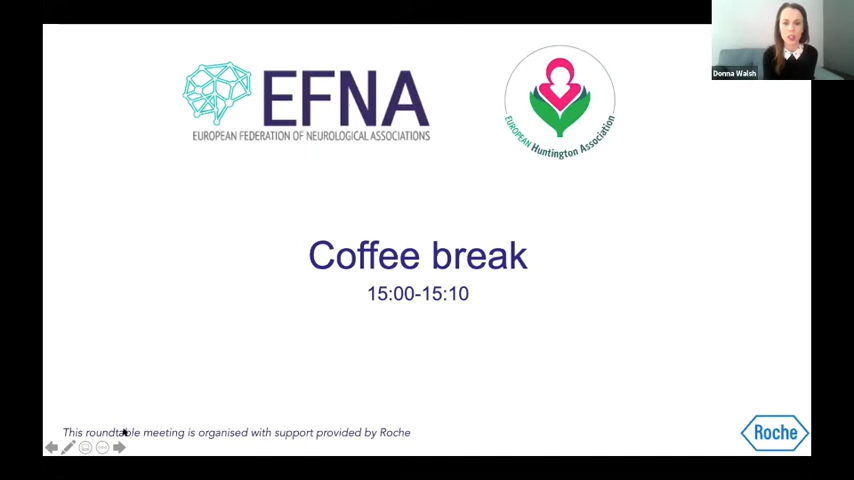 Donna Walsh
EFNA
EUROPEAN FEDERATION OF NEUROLOGICAL ASSOCIATIONS
EUROPEAN Huntington Association
Coffee break
15:00-15:10
This roundtable meeting is organised with support provided by Roche
Roche